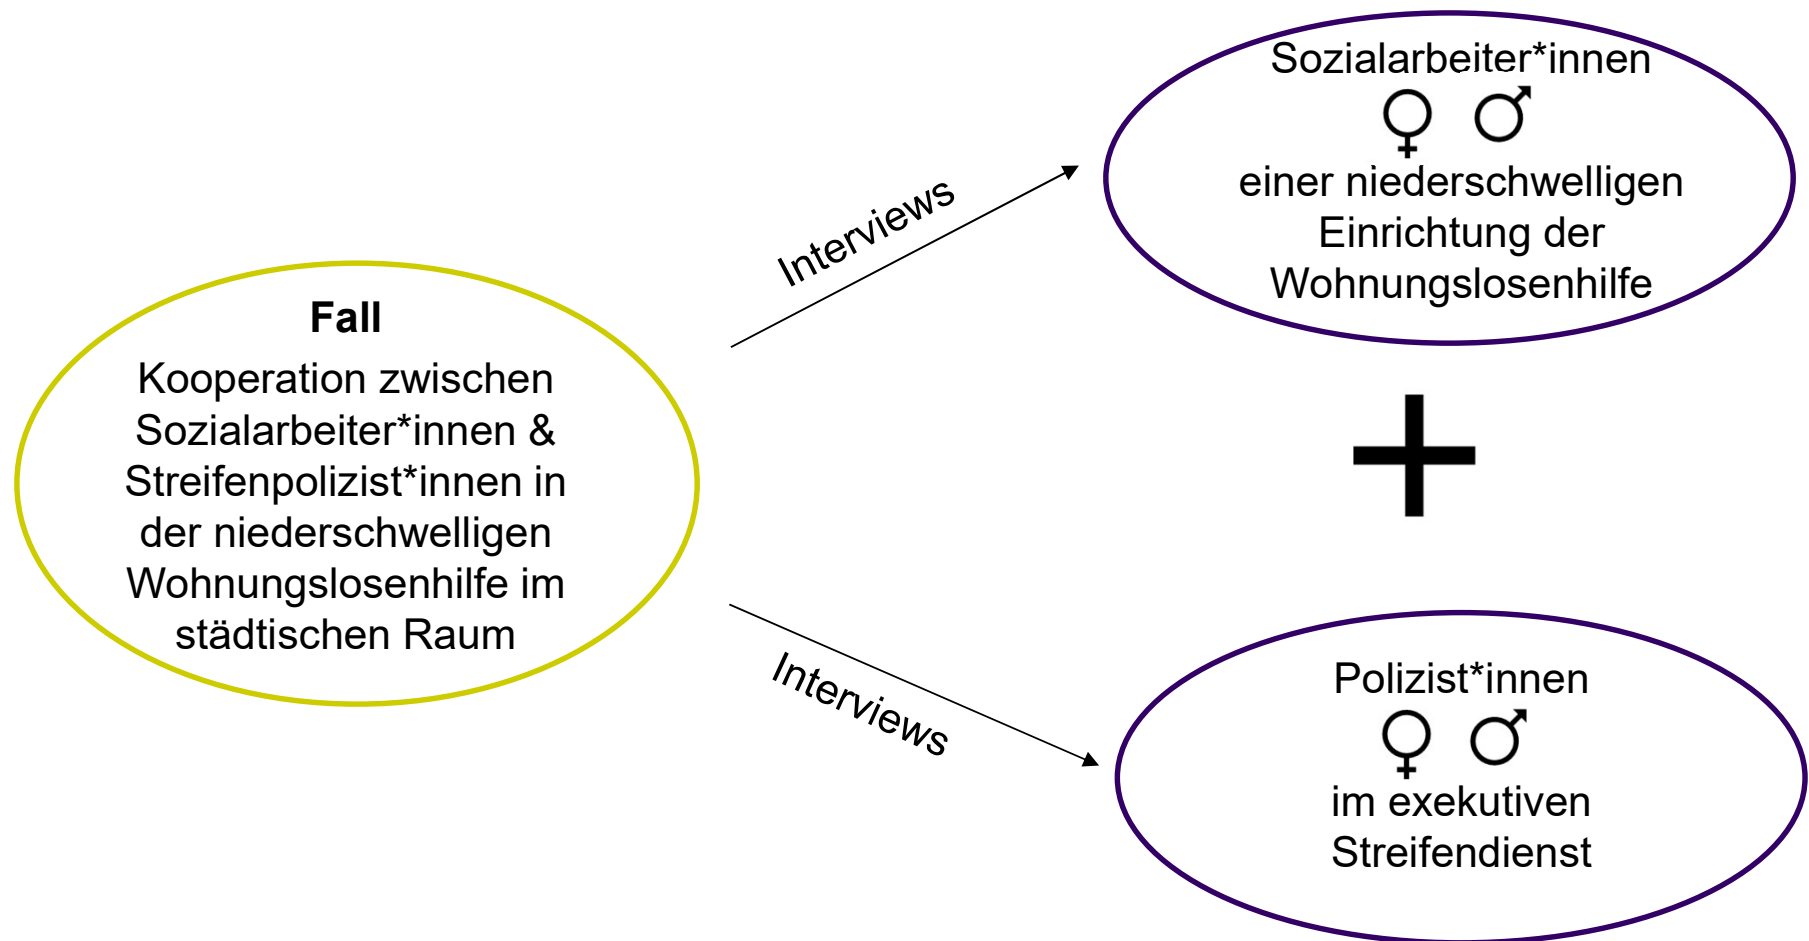 Fall
Kooperation zwischen
Sozialarbeiter*innen &
Streifenpolizist*innen in
der niederschwelligen
Wohnungslosenhilfe im
städtischen Raum
Interviews
Interviews
Sozialarbeiter*innen
♀ ♂
einer niederschwelligen
Einrichtung der
Wohnungslosenhilfe
+
Polizist*innen
♀ ♂
im exekutiven
Streifendienst